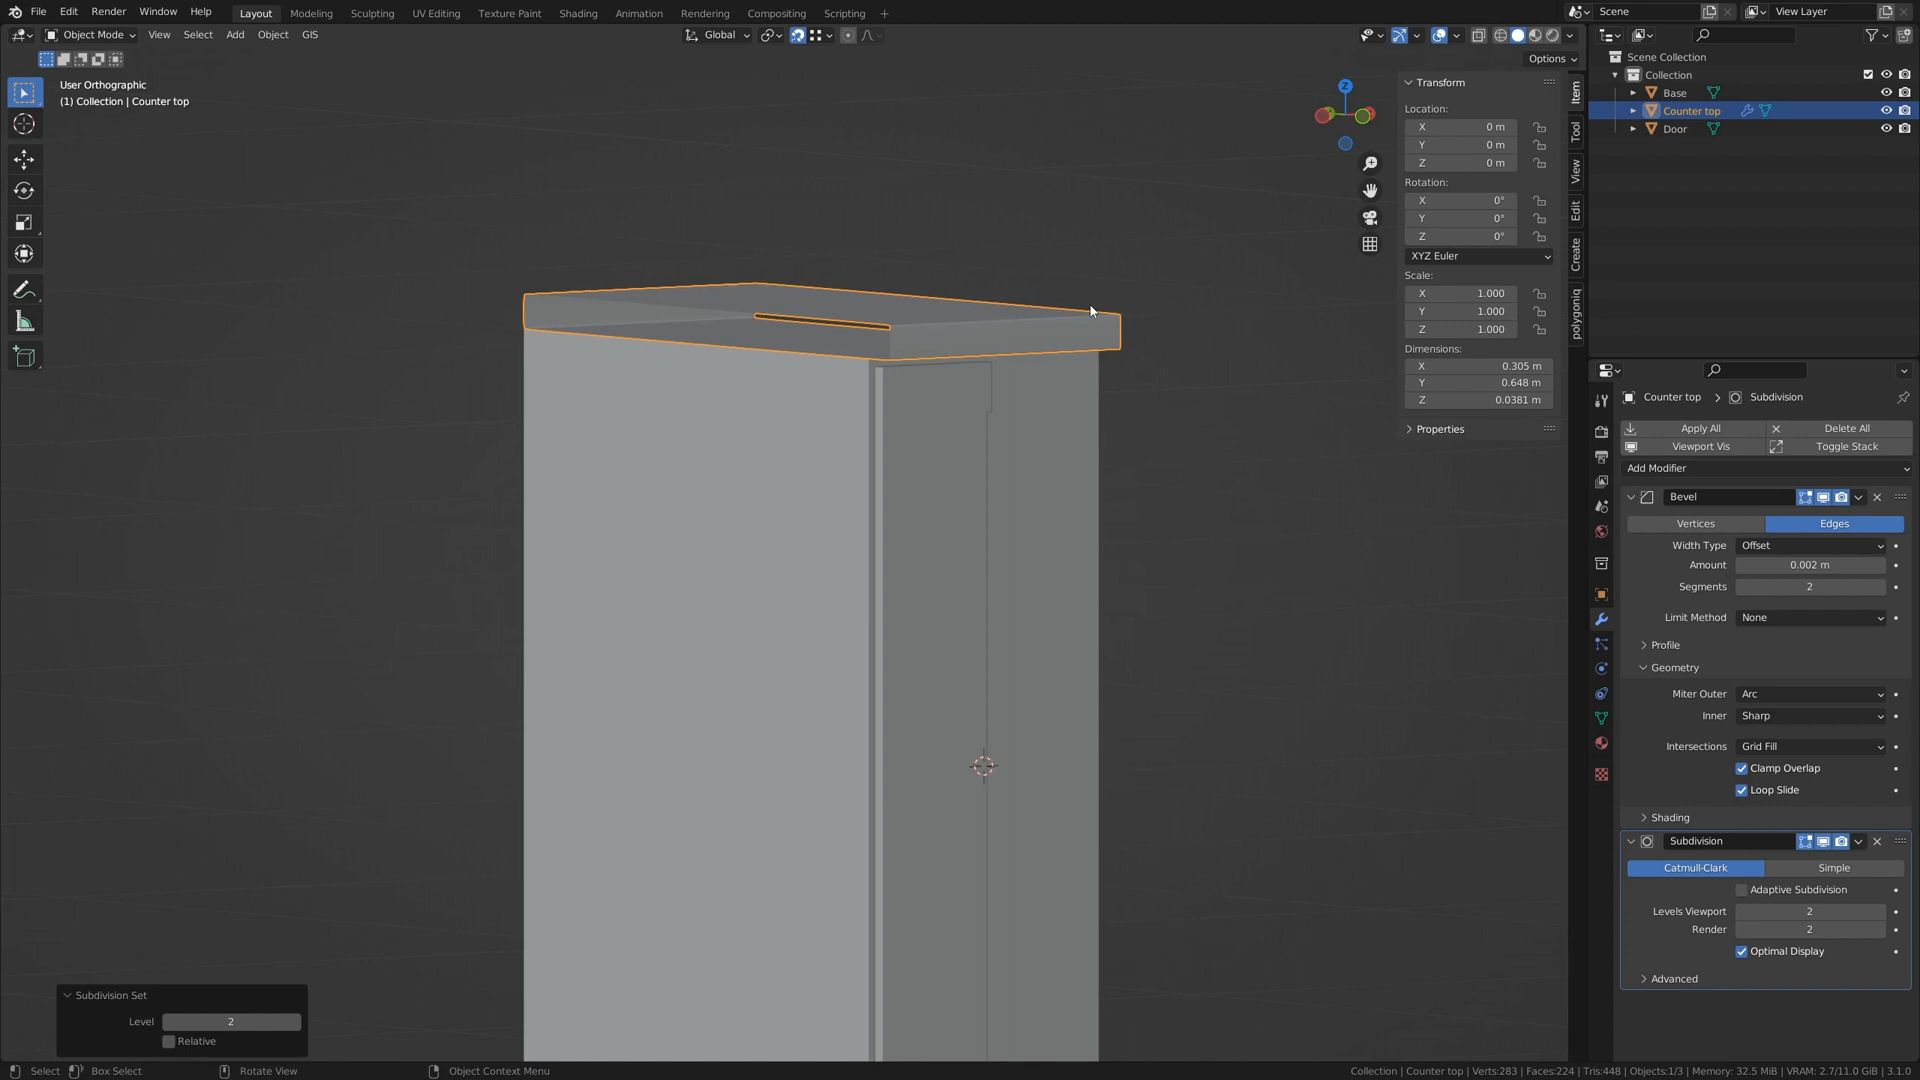 File Edit Render Window Help Layout Modeling Sculpting UV Editing Texture Paint Shading Animation Rendering Compositing Scripting + Scene View Layer
Object Mode View Select Add Object GIS Global
Options
User Orthographic
(1) Collection | Counter top
Z
Transform
Location:
X 0 m
Y 0 m
Z 0 m
Rotation:
X 0°
Y 0°
Z 0°
XYZ Euler
Scale:
X 1.000
Y 1.000
Z 1.000
Dimensions:
X 0.305 m
Y 0.648 m
Z 0.0381 m
Properties
Item
Tool
View
Edit
Create
polygoniq
Scene Collection
Collection
Base
Counter top
Door
Counter top > Subdivision
Apply All Delete All
Viewport Vis Toggle Stack
Add Modifier
Bevel
Vertices Edges
Width Type Offset
Amount 0.002 m
Segments 2
Limit Method None
Profile
Geometry
Miter Outer Arc
Inner Sharp
Intersections Grid Fill
Clamp Overlap
Loop Slide
Shading
Subdivision
Catmull-Clark Simple
Adaptive Subdivision
Levels Viewport 2
Render 2
Optimal Display
Advanced
Subdivision Set
Level 2
Relative
Select Box Select Rotate View Object Context Menu Collection | Counter top | Verts:283 | Faces:224 | Tris:448 | Objects:1/3 | Memory: 32.5 MiB | VRAM: 2.7/11.0 GiB | 3.1.0